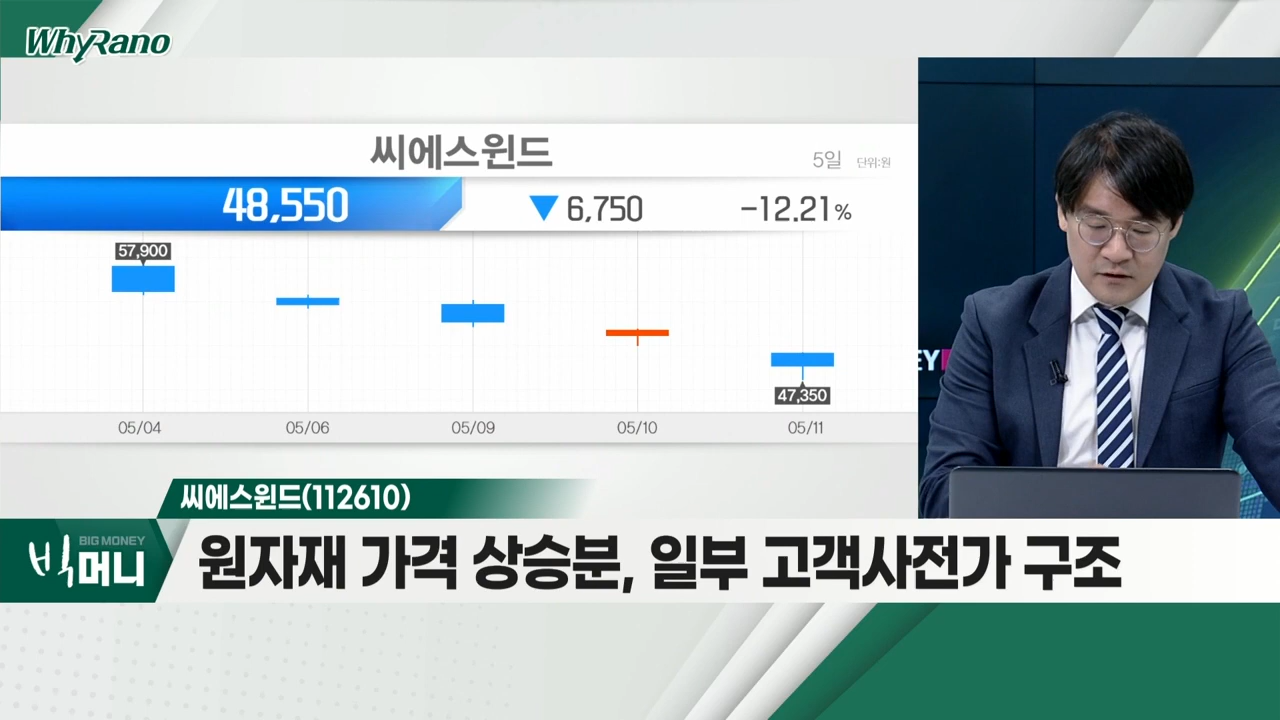 WhyRano
씨에스윈드
5일 단위:원
48,550 ▼ 6,750 -12.21%
57,900
47,350
05/04 05/06 05/09 05/10 05/11
EY
씨에스윈드(112610)
BIG MONEY
빅머니
원자재 가격 상승분, 일부 고객사전가 구조